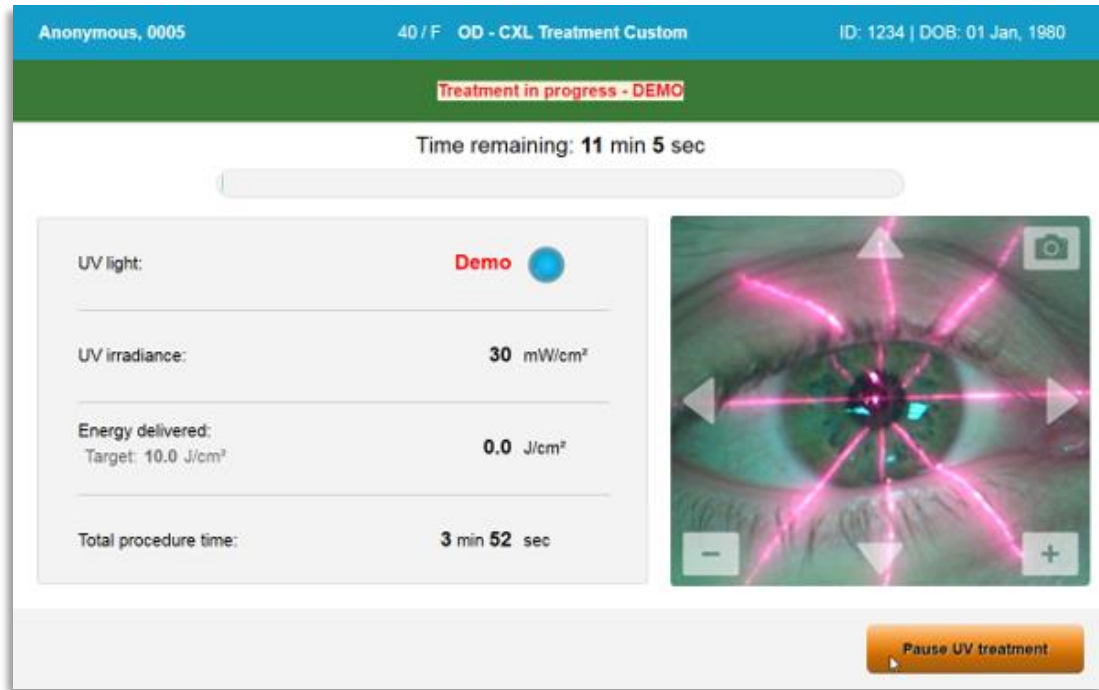 Anonymous, 0005 40 / F OD - CXL Treatment Custom ID: 1234 | DOB: 01 Jan, 1980
Treatment in progress - DEMO
Time remaining: 11 min 5 sec
UV light: Demo
UV irradiance: 30 mW/cm²
Energy delivered:
Target: 10.0 J/cm²
0.0 J/cm²
Total procedure time: 3 min 52 sec
Pause UV treatment